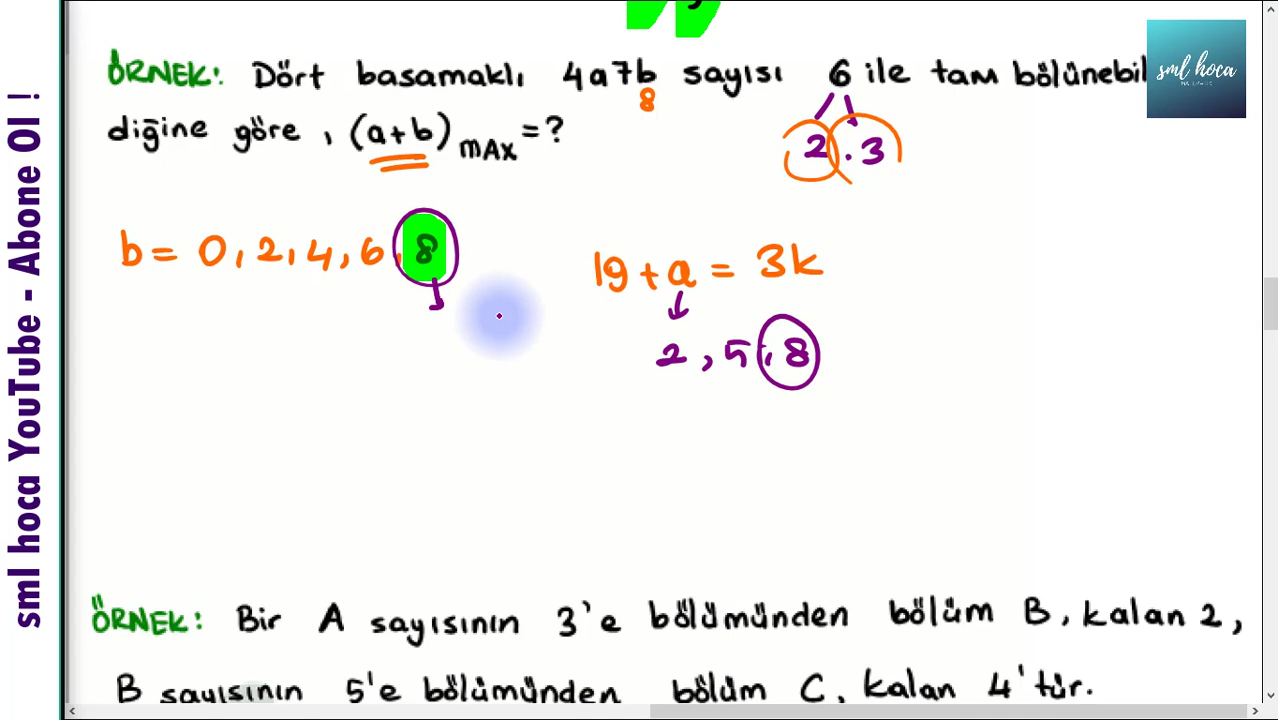 sml hoca YouTube - Abone Ol !
sml hoca
ÖRNEK: Dört basamaklı 4a7b sayısı 6 ile tam bölünebil
8
diğine göre , (a+b) MAX = ?
2 . 3
b = 0, 2, 4, 6, 8
19 + a = 3k
2 , 5 , 8
ÖRNEK: Bir A sayısının 3'e bölümünden bölüm B, kalan 2,
B sayısının 5'e bölümünden bölüm C, kalan 4'tür.